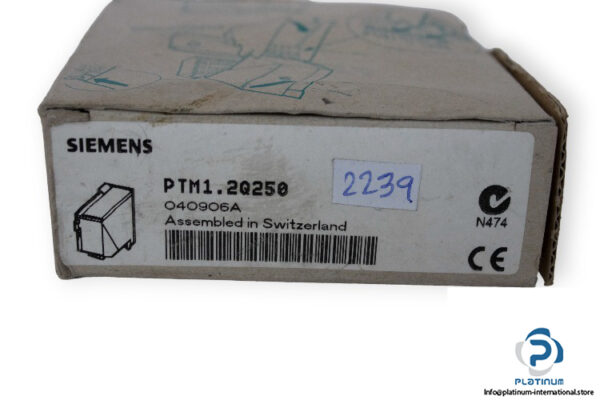 SIEMENS
PTM1.2Q250
2239
040906A
Assembled in Switzerland
N474
CE
P
PLATINUM
Info@platinum-international.store